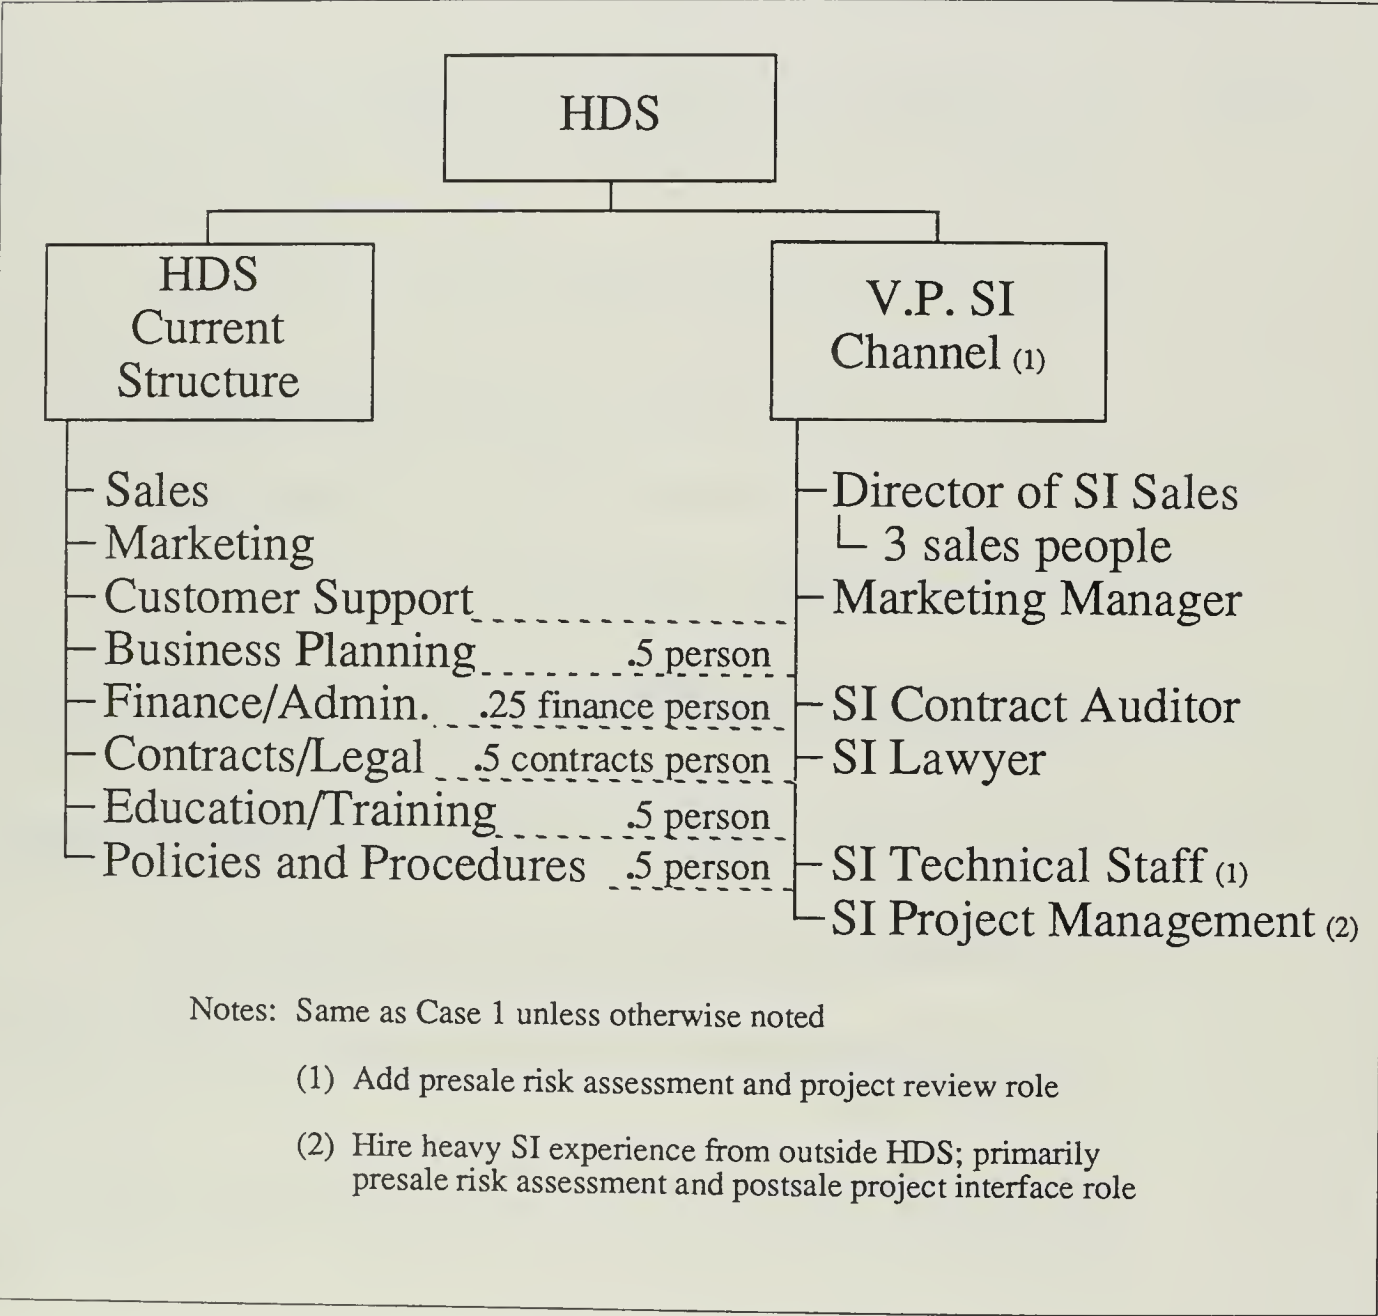 HDS
HDS
Current
Structure
V.P. SI
Channel (1)
Sales
Marketing
Customer Support
Business Planning .5 person
Finance/Admin. .25 finance person
Contracts/Legal .5 contracts person
Education/Training .5 person
Policies and Procedures .5 person
Director of SI Sales
3 sales people
Marketing Manager
SI Contract Auditor
SI Lawyer
SI Technical Staff (1)
SI Project Management (2)
Notes: Same as Case 1 unless otherwise noted
(1) Add presale risk assessment and project review role
(2) Hire heavy SI experience from outside HDS; primarily
presale risk assessment and postsale project interface role